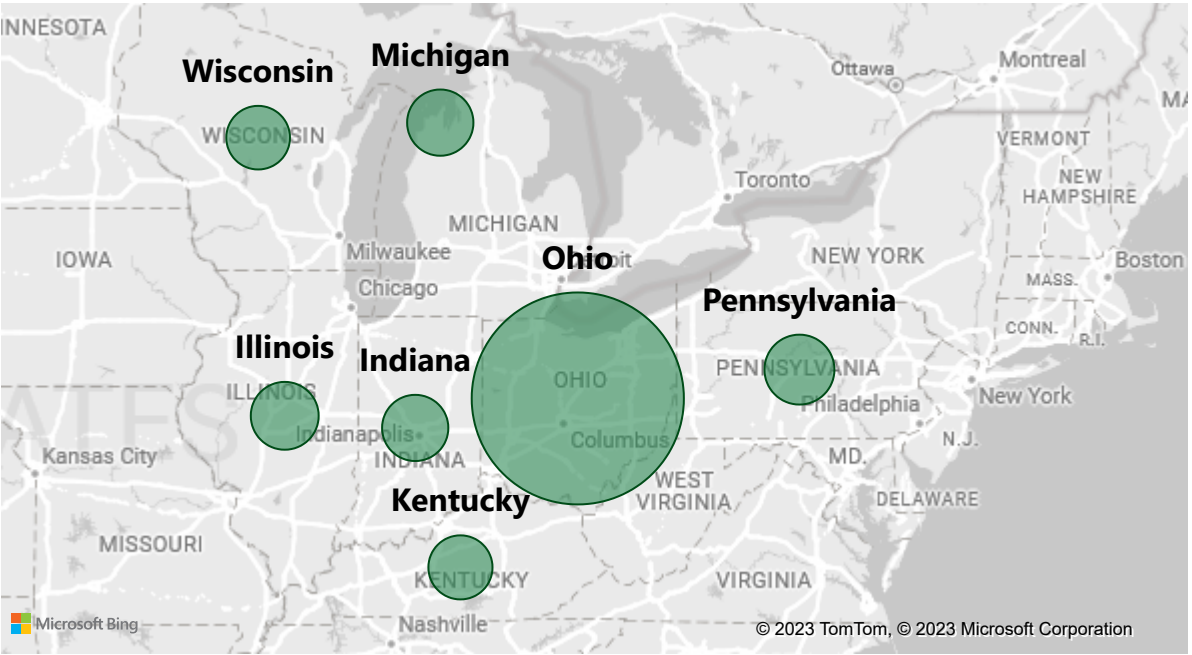 INNESOTA
Michigan
Wisconsin
Ottawa
Montreal
MA
WISCONSIN
VERMONT
Toronto
NEW
HAMPSHIRE
MICHIGAN
Milwaukee
IOWA
Ohio
NEW YORK
Boston
Chicago
MASS.
Pennsylvania
CONN.
R.I.
Illinois
Indiana
PENNSYLVANIA
OHIO
ILLINOIS
New York
Philadelphia
Indianapolis
Columbus
N.J.
ATES
Kansas City
INDIANA
MD.
WEST
VIRGINIA
Kentucky
DELAWARE
MISSOURI
KENTUCKY
VIRGINIA
Microsoft Bing
Nashville
© 2023 TomTom, © 2023 Microsoft Corporation